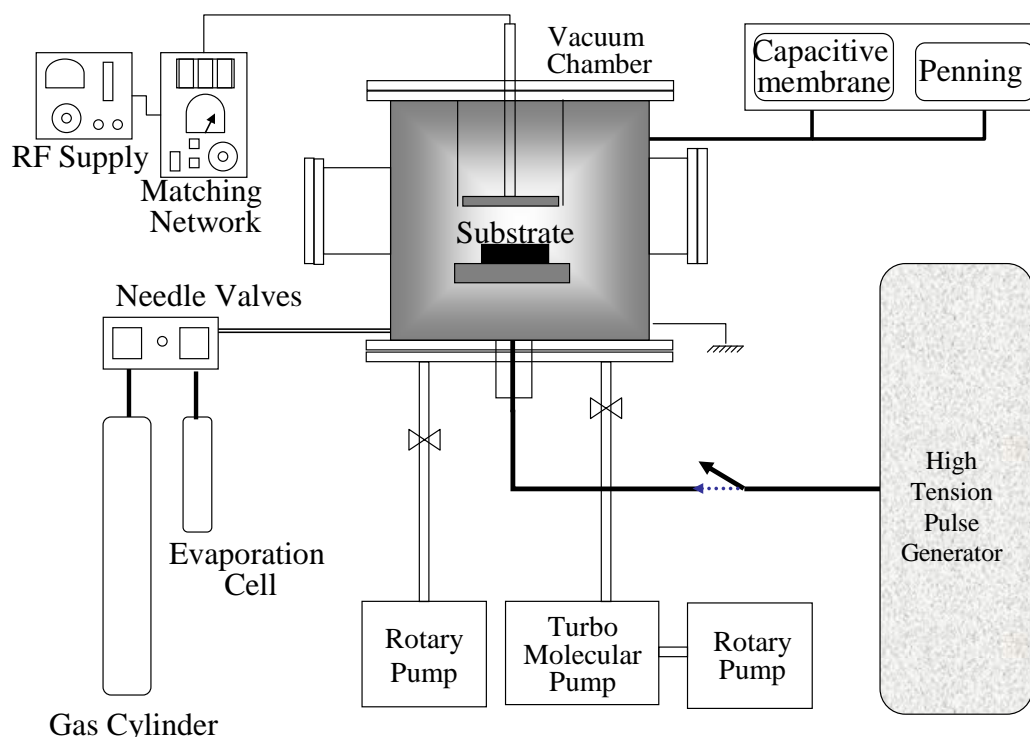 Vacuum
Chamber
Capacitive
membrane
Penning
RF Supply
Matching
Network
Substrate
Needle Valves
Evaporation
Cell
Gas Cylinder
Rotary
Pump
Turbo
Molecular
Pump
Rotary
Pump
High
Tension
Pulse
Generator